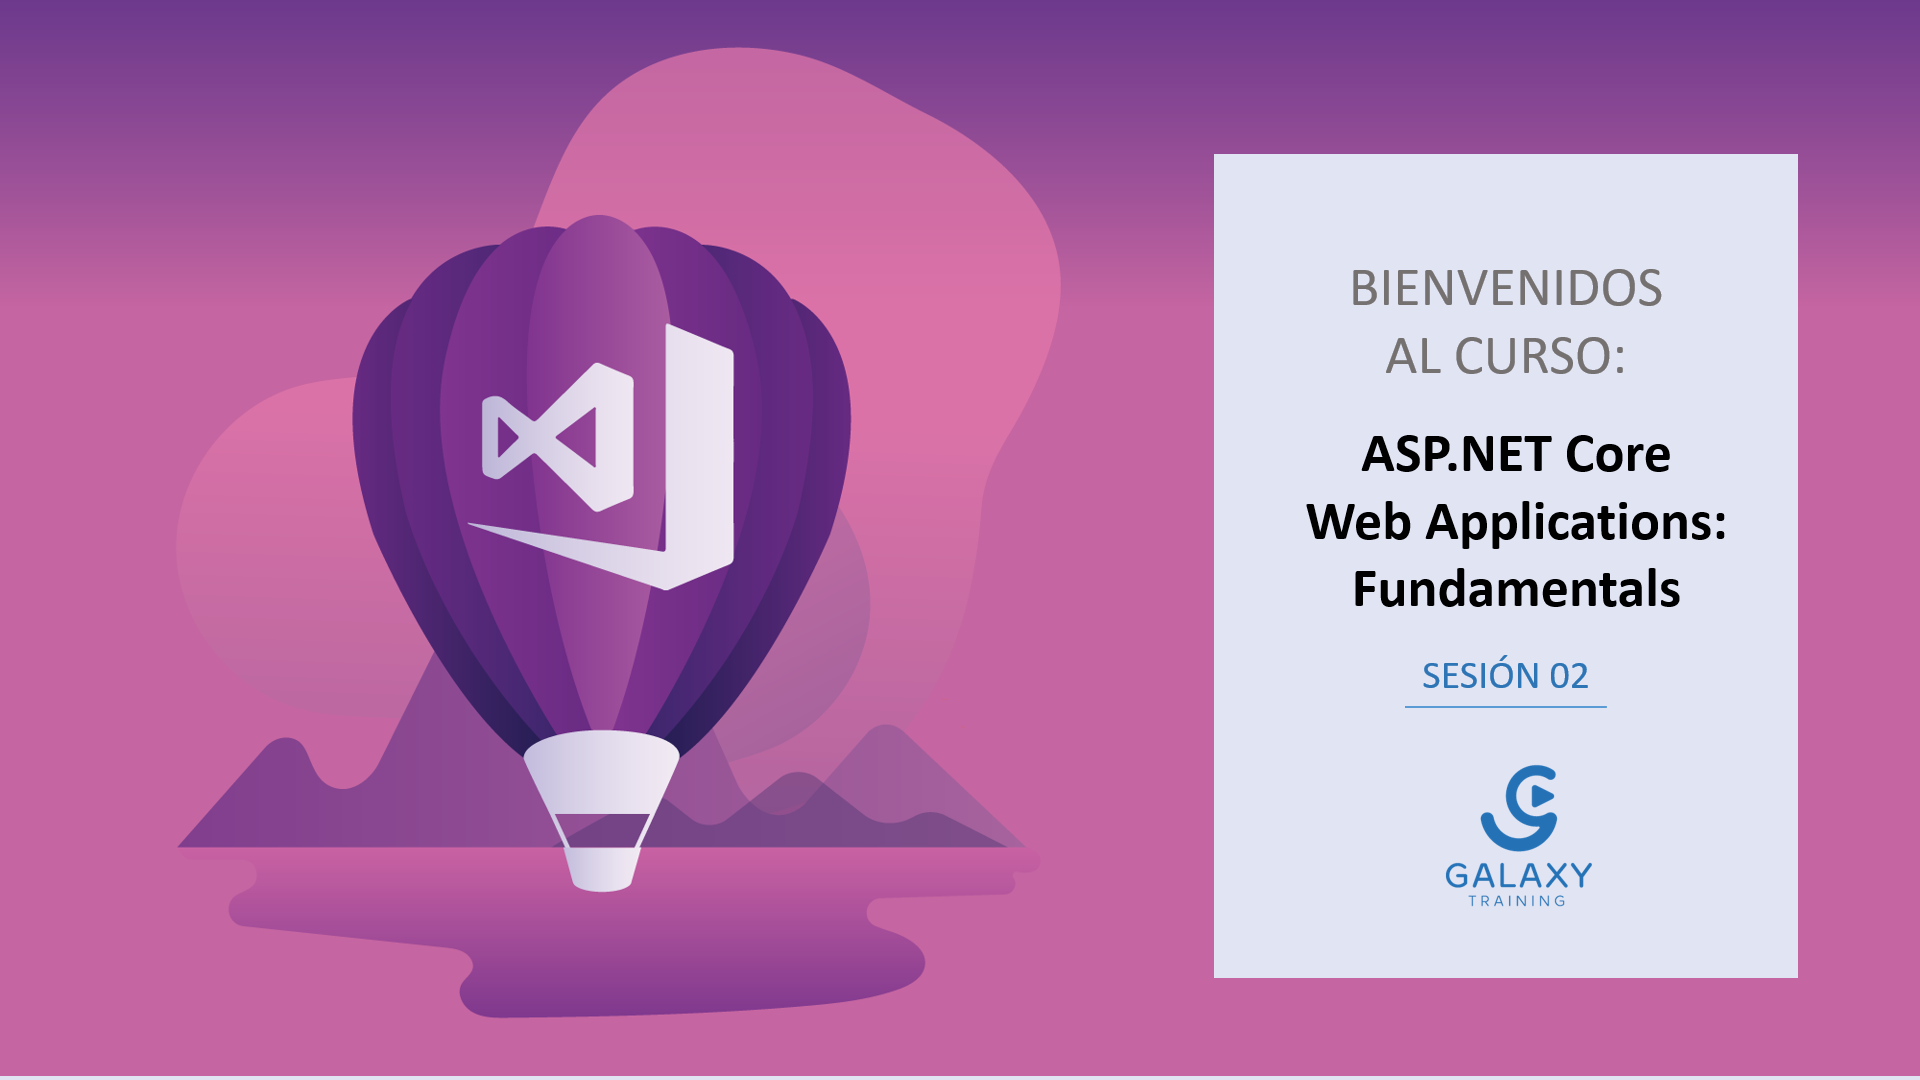 BIENVENIDOS
AL CURSO:
ASP.NET Core
Web Applications:
Fundamentals
SESIÓN 02
GALAXY
TRAINING